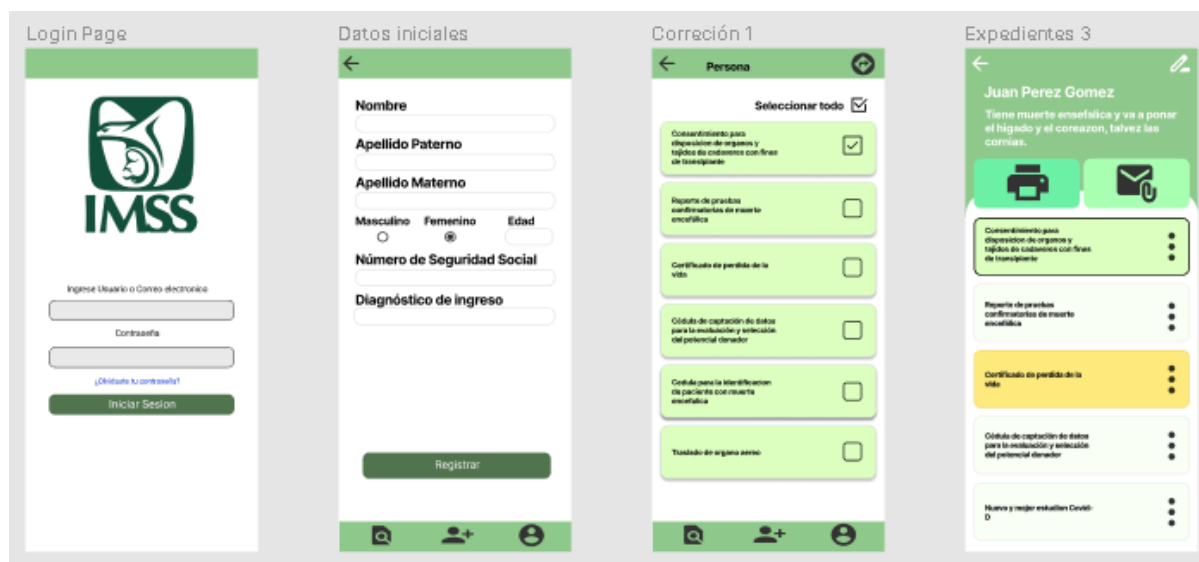 Login Page
IMSS
Ingrese Usuario o Correo electronico
Contraseña
¿Olvidaste tu contraseña?
Iniciar Sesion
Datos iniciales
Nombre
Apellido Paterno
Apellido Materno
Masculino Femenino Edad
Número de Seguridad Social
Diagnóstico de ingreso
Registrar
Correción 1
Persona
Seleccionar todo
Consentimiento para
disposicion de organos y
tejidos de cadaveres con fines
de transplante
Reporte de pruebas
confirmatorias de muerte
encefálica
Certificado de perdida de la
vida
Cédula de captación de datos
para la evaluación y selección
del potencial donador
Cedula para la identificacion
de paciente con muerte
encefalica
Traslado de organo aereo
Expedientes 3
Juan Perez Gomez
Tiene muerte ensefalica y va a ponar
el higado y el coreazon, talvez las
cornias.
Consentimiento para
disposicion de organos y
tejidos de cadaveres con fines
de transplante
Reporte de pruebas
confirmatorias de muerte
encefálica
Certificado de perdida de la
vida
Cédula de captación de datos
para la evaluación y selección
del potencial donador
Nuevo y mejor estudion Covid-
D